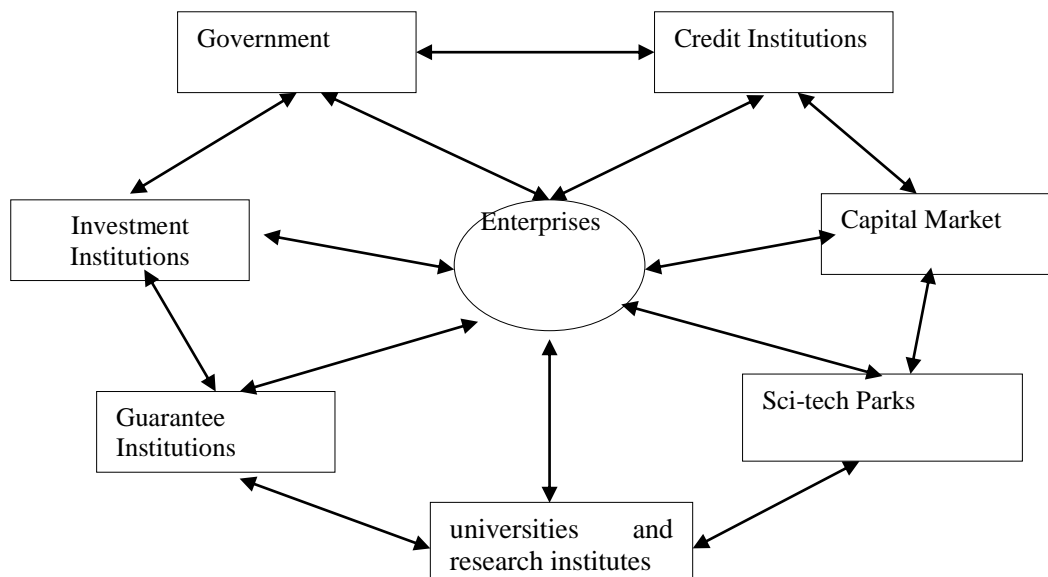 Government
Credit Institutions
Enterprises
Investment
Institutions
Capital Market
Guarantee
Institutions
Sci-tech Parks
universities and
research institutes